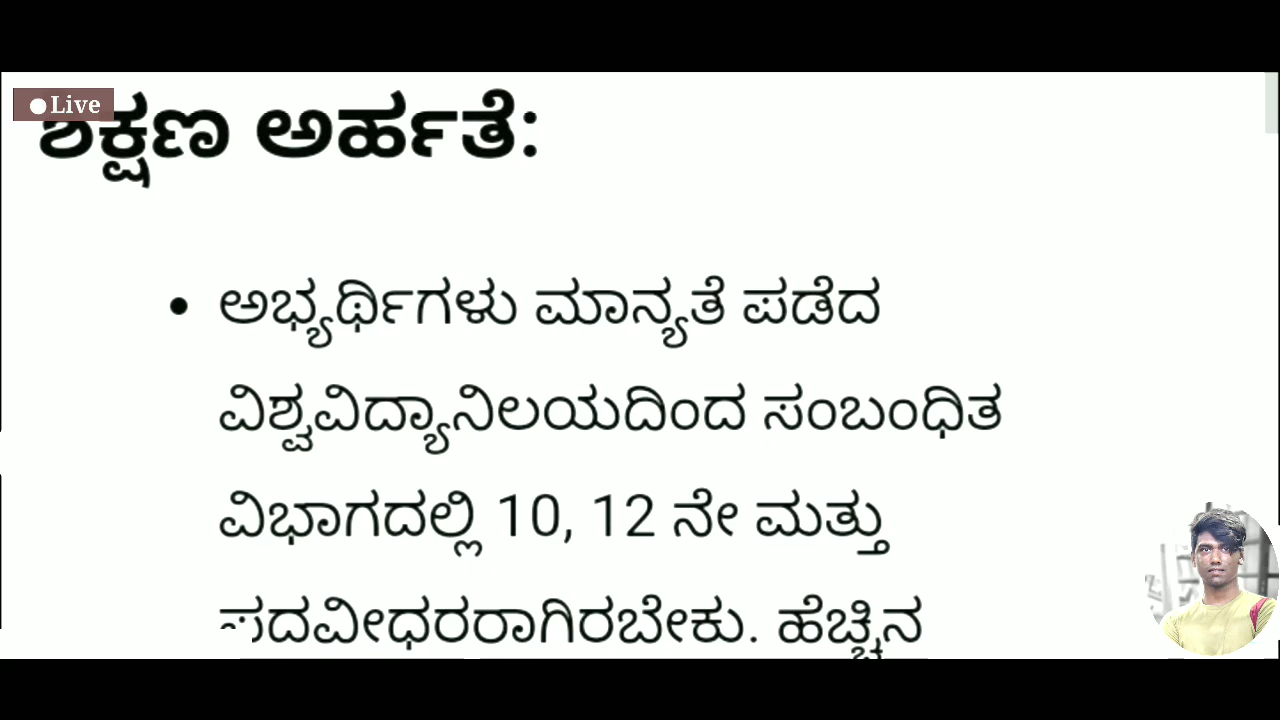 Live
ಶಿಕ್ಷಣ ಅರ್ಹತೆ:
• ಅಭ್ಯರ್ಥಿಗಳು ಮಾನ್ಯತೆ ಪಡೆದ
ವಿಶ್ವವಿದ್ಯಾನಿಲಯದಿಂದ ಸಂಬಂಧಿತ
ವಿಭಾಗದಲ್ಲಿ 10, 12 ನೇ ಮತ್ತು
ಪದವೀಧರರಾಗಿರಬೇಕು. ಹೆಚ್ಚಿನ